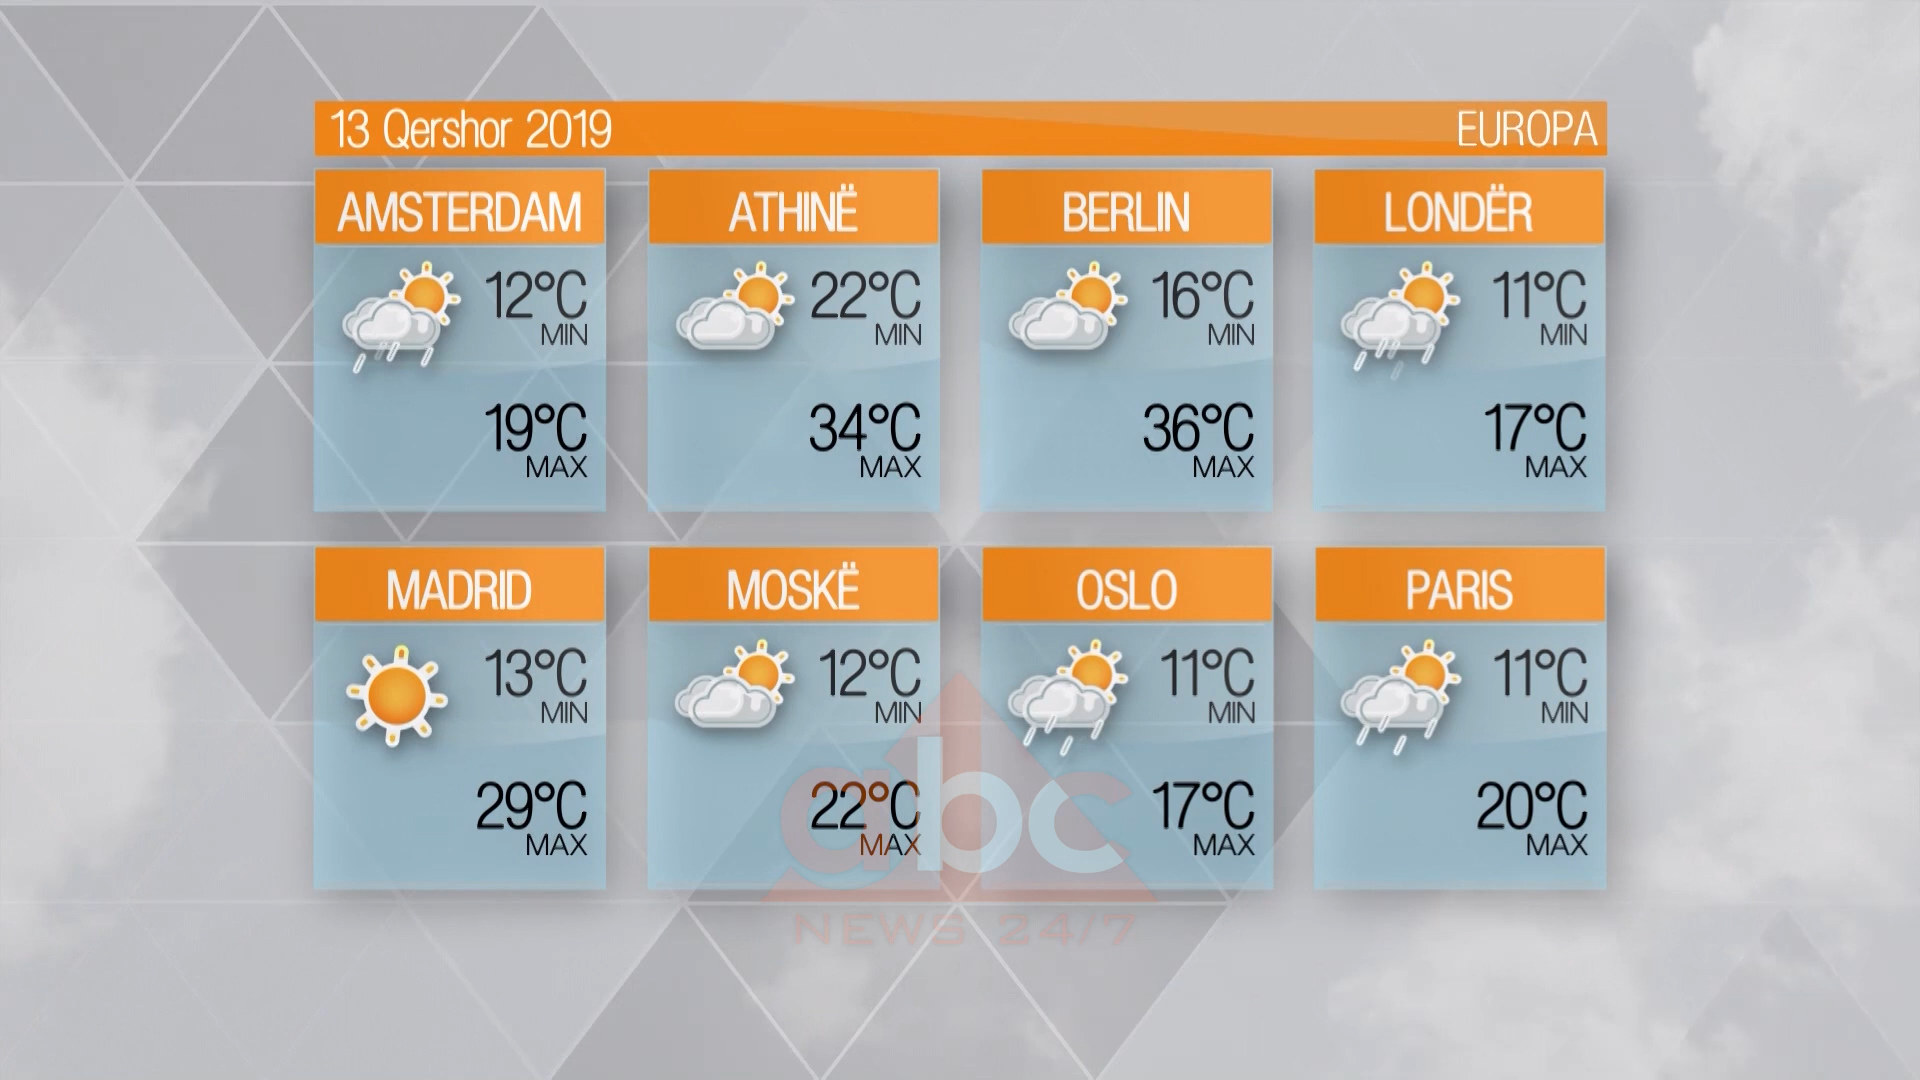 13 Qershor 2019
EUROPA
AMSTERDAM
12°C
MIN
19°C
MAX
ATHINË
22°C
MIN
34°C
MAX
BERLIN
16°C
MIN
36°C
MAX
LONDËR
11°C
MIN
17°C
MAX
MADRID
13°C
MIN
29°C
MAX
MOSKË
12°C
MIN
22°C
MAX
OSLO
11°C
MIN
17°C
MAX
PARIS
11°C
MIN
20°C
MAX
abc
NEWS 24/7